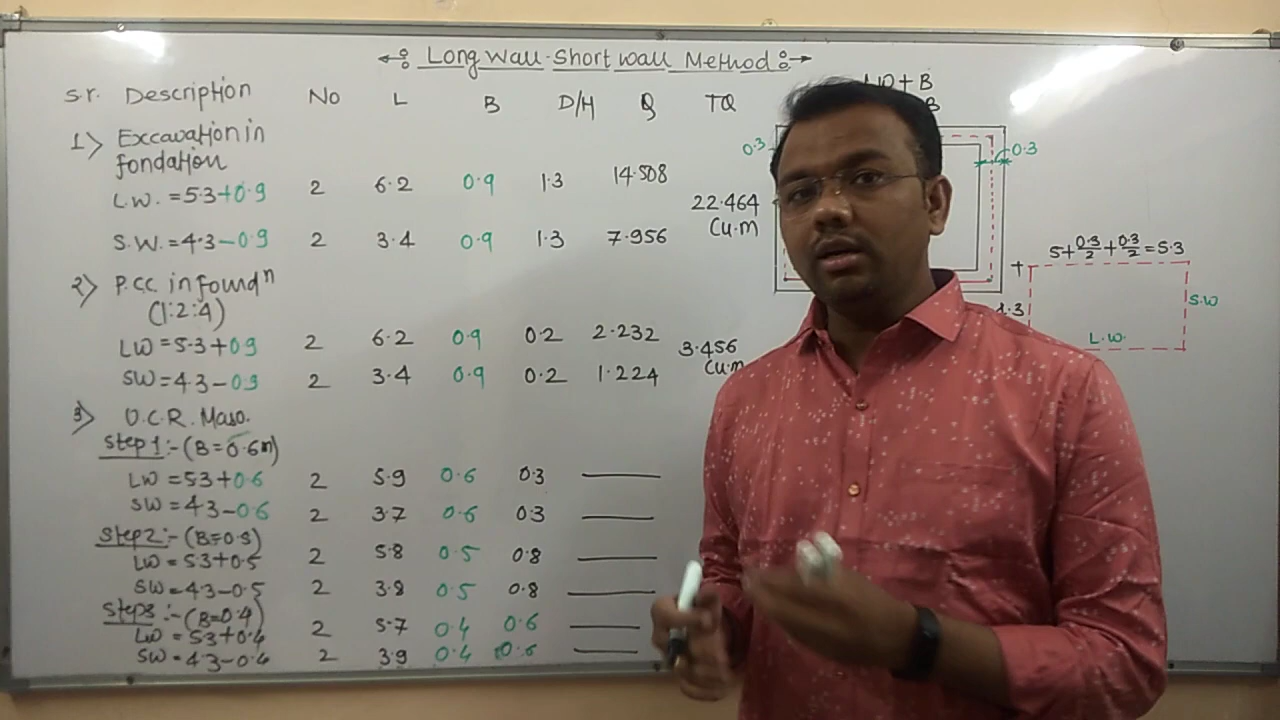 Long Wall-Short Wall Method
Sr. Description No L B D/H Q TQ
1) Excavation in
fondation
L.W. = 5.3+0.9 2 6.2 0.9 1.3 14.508
22.464
Cu.m
S.W. = 4.3-0.9 2 3.4 0.9 1.3 7.956
2) P.C.C. in foundⁿ
(1:2:4)
LW = 5.3+0.9 2 6.2 0.9 0.2 2.232
3.456
Cu.m
SW = 4.3-0.9 2 3.4 0.9 0.2 1.224
3) U.C.R. Maso.
Step 1:- (B=0.6m)
LW = 5.3+0.6 2 5.9 0.6 0.3
SW = 4.3-0.6 2 3.7 0.6 0.3
Step 2:- (B=0.5)
LW = 5.3+0.5 2 5.8 0.5 0.8
SW = 4.3-0.5 2 3.8 0.5 0.8
Step 3:- (B=0.4)
LW = 5.3+0.4 2 5.7 0.4 0.6
SW = 4.3-0.4 2 3.9 0.4 0.6
+ B
B
0.3
0.3
5+0.3/2+0.3/2=5.3
+
S.W
L.W.